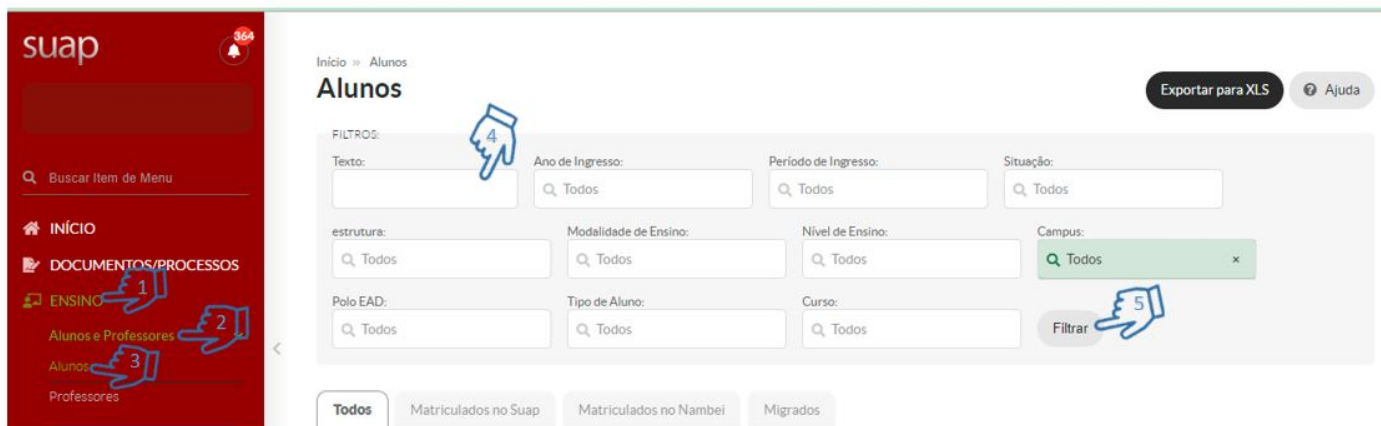 suap
364
Buscar Item de Menu
INÍCIO
DOCUMENTOS/PROCESSOS
1
ENSINO
2
Alunos e Professores
3
Alunos
Professores
Início » Alunos
Alunos
Exportar para XLS
Ajuda
FILTROS:
4
Texto: Ano de Ingresso: Período de Ingresso: Situação:
Todos Todos Todos
estrutura: Modalidade de Ensino: Nível de Ensino: Campus:
Todos Todos Todos Todos ×
Polo EAD: Tipo de Aluno: Curso:
Todos Todos Todos Filtrar 5
Todos Matriculados no Suap Matriculados no Nambei Migrados